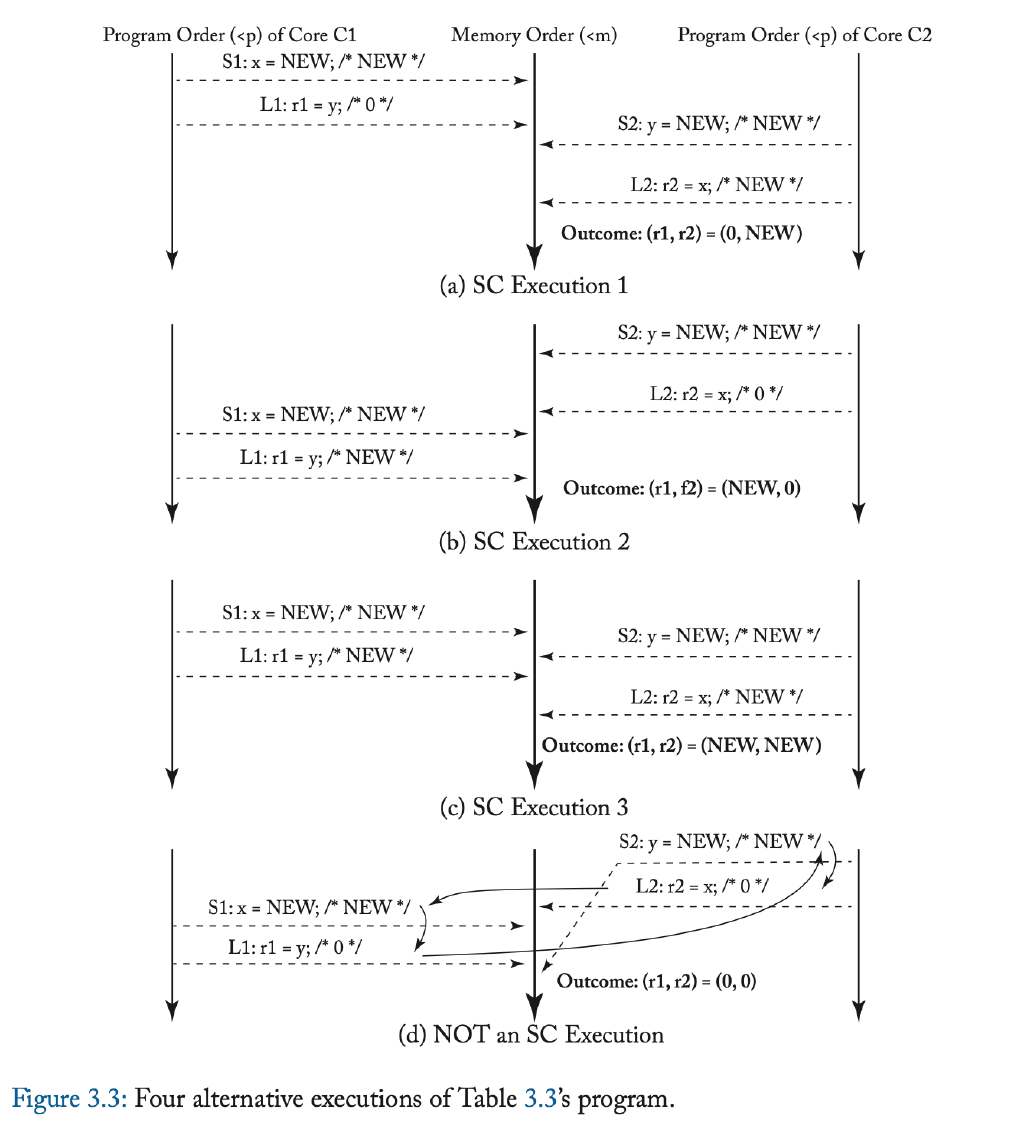 Program Order (<p) of Core C1 Memory Order (<m) Program Order (<p) of Core C2
S1: x = NEW; /* NEW */
L1: r1 = y; /* 0 */
S2: y = NEW; /* NEW */
L2: r2 = x; /* NEW */
Outcome: (r1, r2) = (0, NEW)
(a) SC Execution 1
S2: y = NEW; /* NEW */
L2: r2 = x; /* 0 */
S1: x = NEW; /* NEW */
L1: r1 = y; /* NEW */
Outcome: (r1, f2) = (NEW, 0)
(b) SC Execution 2
S1: x = NEW; /* NEW */
S2: y = NEW; /* NEW */
L1: r1 = y; /* NEW */
L2: r2 = x; /* NEW */
Outcome: (r1, r2) = (NEW, NEW)
(c) SC Execution 3
S2: y = NEW; /* NEW */
L2: r2 = x; /* 0 */
S1: x = NEW; /* NEW */
L1: r1 = y; /* 0 */
Outcome: (r1, r2) = (0, 0)
(d) NOT an SC Execution
Figure 3.3: Four alternative executions of Table 3.3's program.